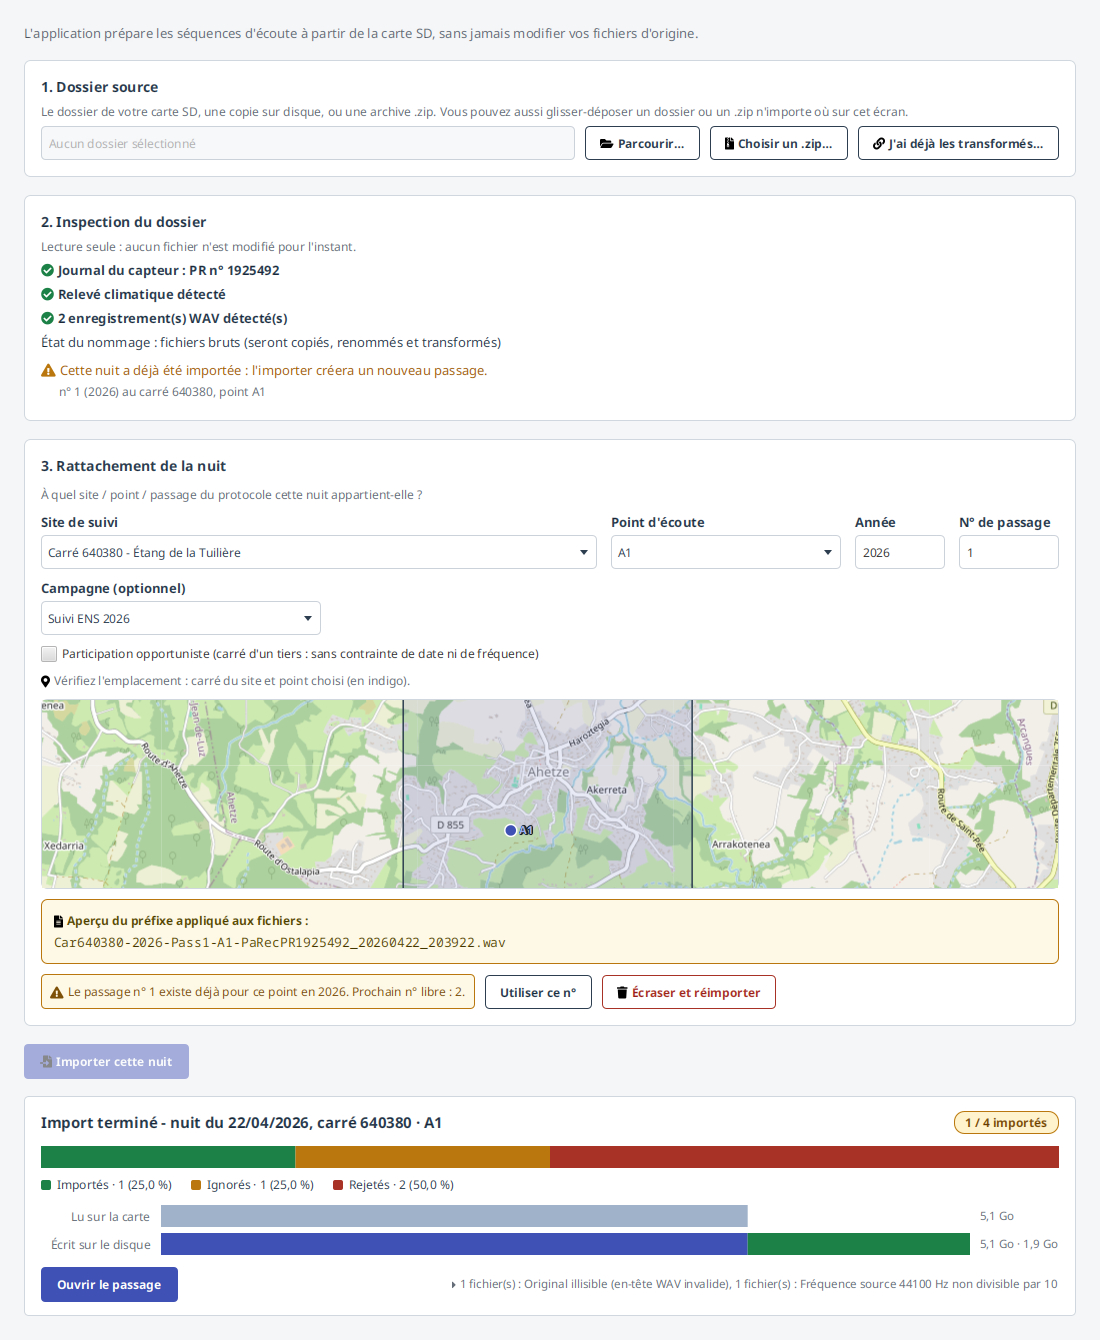 L'application prépare les séquences d'écoute à partir de la carte SD, sans jamais modifier vos fichiers d'origine.
1. Dossier source
Le dossier de votre carte SD, une copie sur disque, ou une archive .zip. Vous pouvez aussi glisser-déposer un dossier ou un .zip n'importe où sur cet écran.
Aucun dossier sélectionné
Parcourir...
Choisir un .zip...
J'ai déjà les transformés...
2. Inspection du dossier
Lecture seule : aucun fichier n'est modifié pour l'instant.
Journal du capteur : PR n° 1925492
Relevé climatique détecté
2 enregistrement(s) WAV détecté(s)
État du nommage : fichiers bruts (seront copiés, renommés et transformés)
Cette nuit a déjà été importée : l'importer créera un nouveau passage.
n° 1 (2026) au carré 640380, point A1
3. Rattachement de la nuit
À quel site / point / passage du protocole cette nuit appartient-elle ?
Site de suivi
Point d'écoute
Année
N° de passage
Carré 640380 - Étang de la Tuilière
A1
2026
1
Campagne (optionnel)
Suivi ENS 2026
Participation opportuniste (carré d'un tiers : sans contrainte de date ni de fréquence)
Vérifiez l'emplacement : carré du site et point choisi (en indigo).
enea
Jean-de-Luz
za
Haroztegia
D
Arcangues
Route d'Ahetze
Ahetze
Ahetze
Akerreta
Route Départementale
D 855
A1
Xedarria
Route d'Ostalapia
Arrakotenea
Route de Saint-Pée
Aperçu du préfixe appliqué aux fichiers :
Car640380-2026-Pass1-A1-PaRecPR1925492_20260422_203922.wav
Le passage n° 1 existe déjà pour ce point en 2026. Prochain n° libre : 2.
Utiliser ce n°
Écraser et réimporter
Importer cette nuit
Import terminé - nuit du 22/04/2026, carré 640380 · A1
1 / 4 importés
Importés · 1 (25,0 %)
Ignorés · 1 (25,0 %)
Rejetés · 2 (50,0 %)
Lu sur la carte
5,1 Go
Écrit sur le disque
5,1 Go · 1,9 Go
Ouvrir le passage
1 fichier(s) : Original illisible (en-tête WAV invalide), 1 fichier(s) : Fréquence source 44100 Hz non divisible par 10